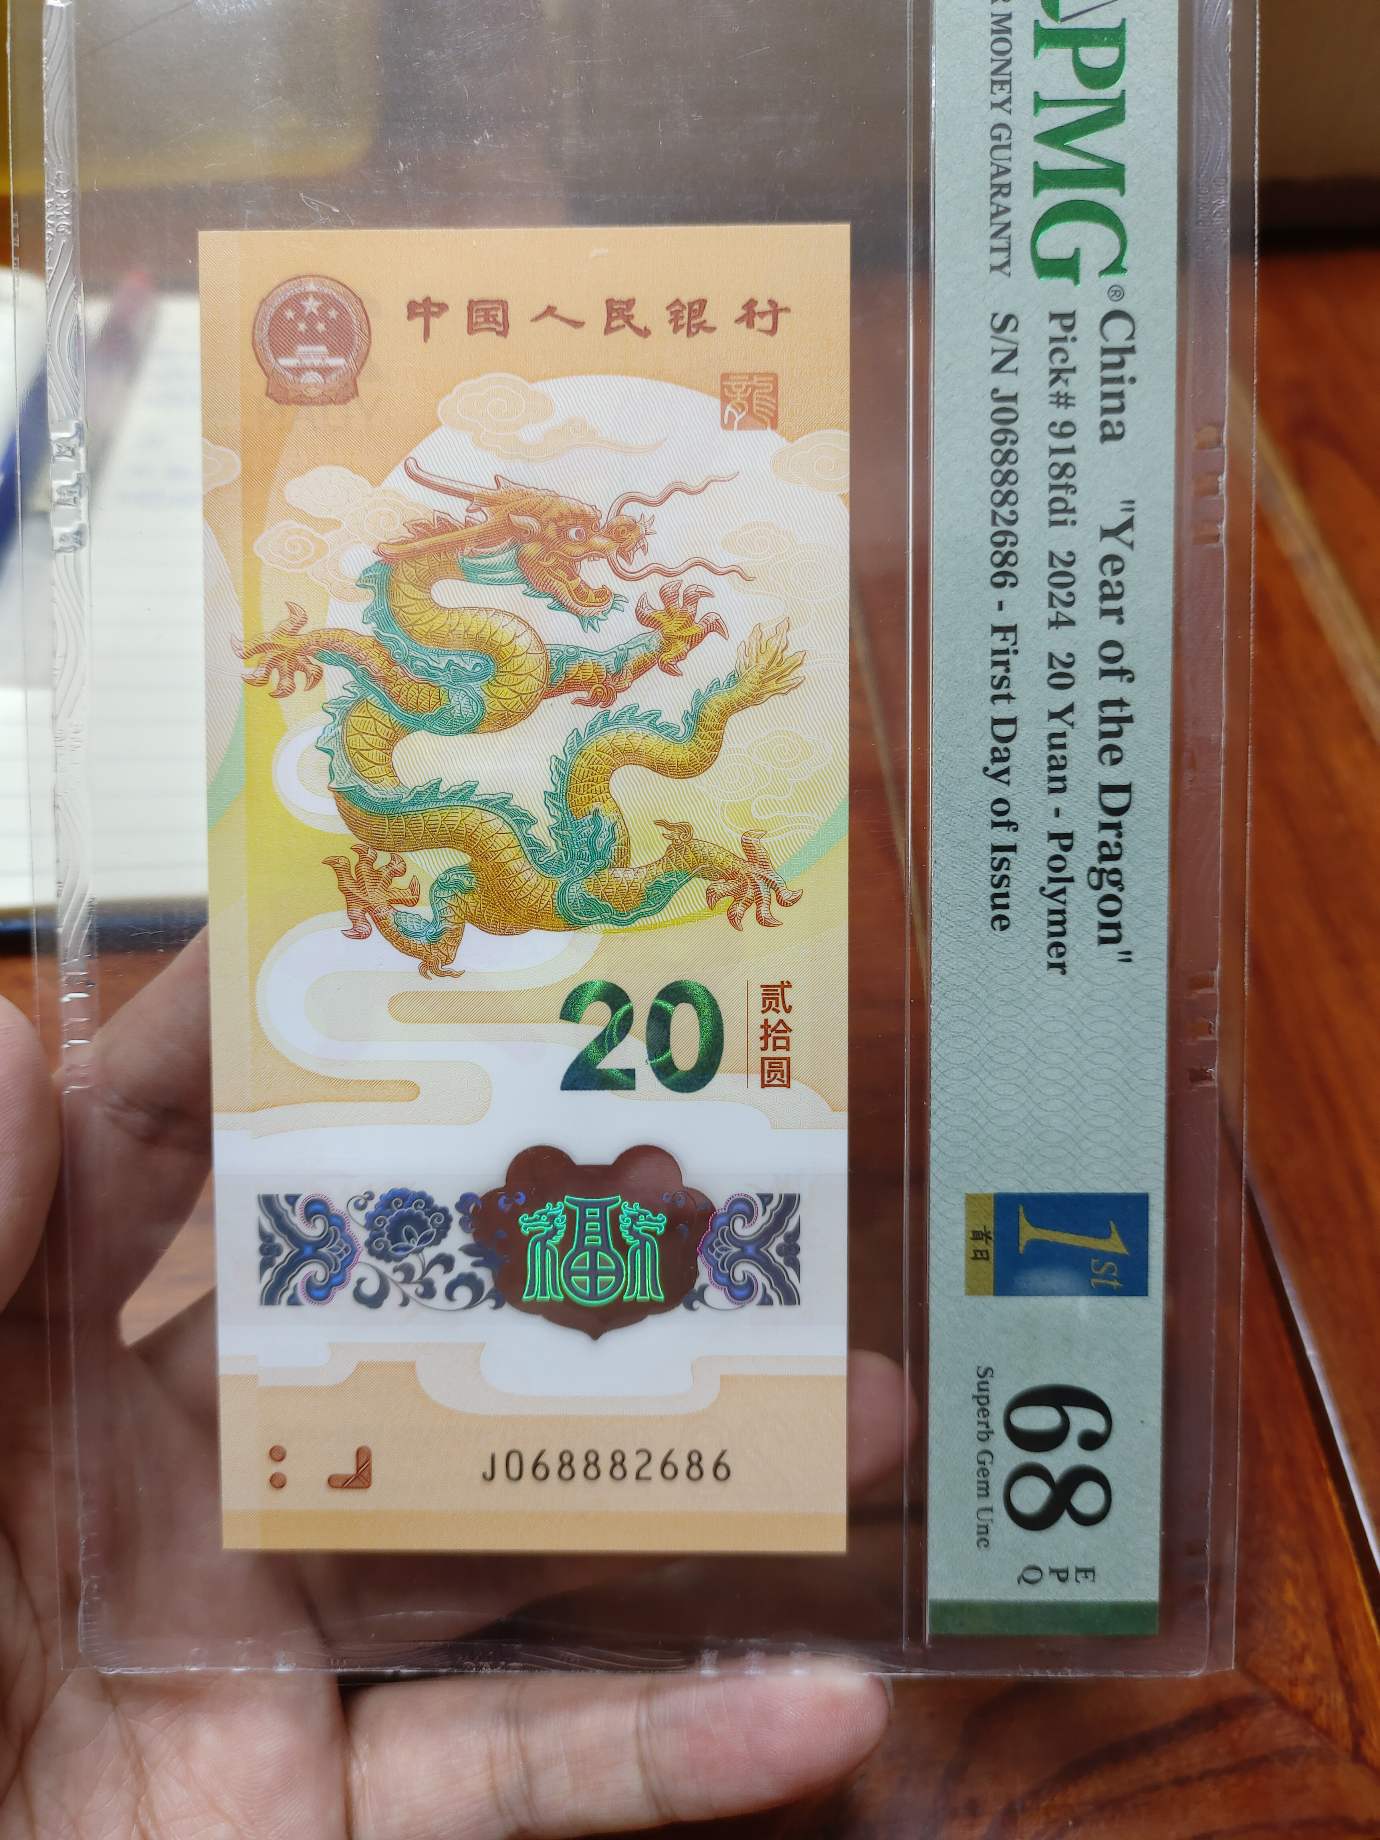 中国人民银行
龍
20
贰拾圆
J068882686
PMG
MONEY GUARANTY
China "Year of the Dragon"
Pick# 918fdi 2024 20 Yuan - Polymer
S/N J068882686 - First Day of Issue
1st
首日
68 EPQ
Superb Gem Unc